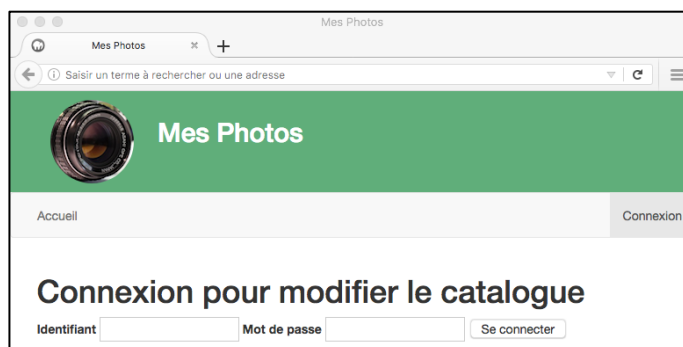 Mes Photos
Mes Photos
Saisir un terme à rechercher ou une adresse
Mes Photos
Accueil Connexion
Connexion pour modifier le catalogue
Identifiant Mot de passe Se connecter